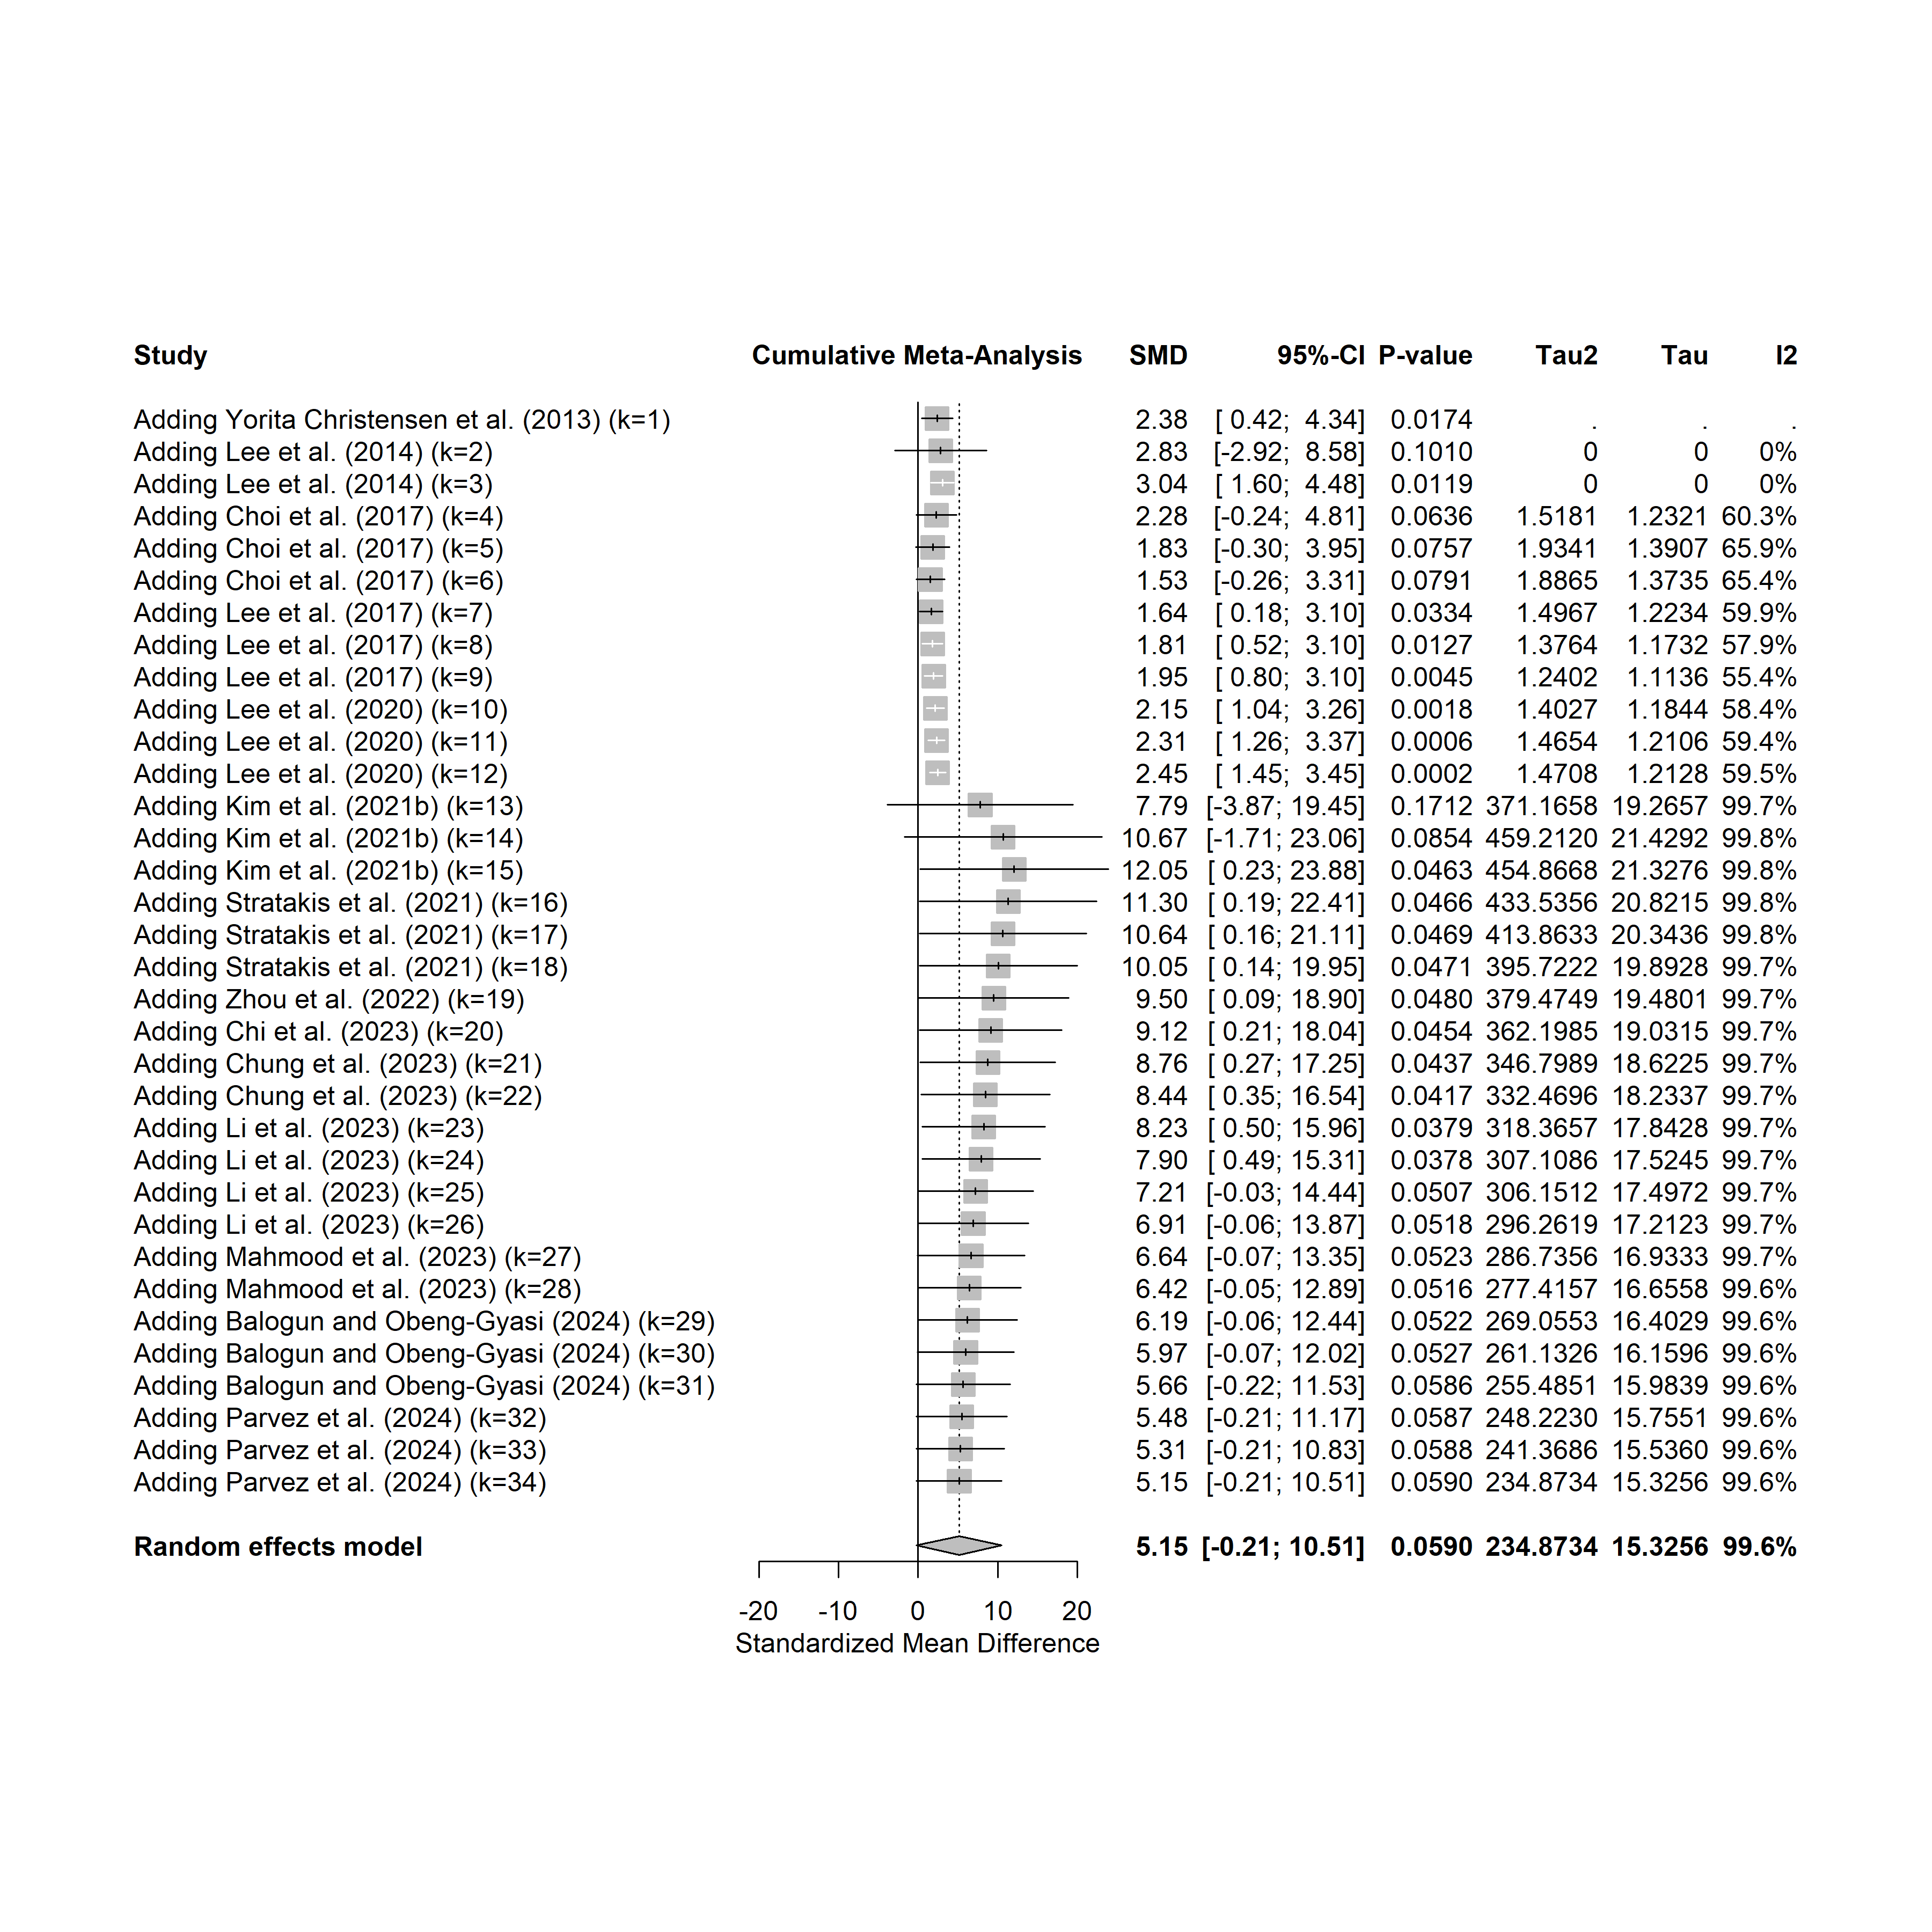 Study Cumulative Meta-Analysis SMD 95%-CI P-value Tau2 Tau I2
Adding Yorita Christensen et al. (2013) (k=1) 2.38 [ 0.42; 4.34] 0.0174 . . .
Adding Lee et al. (2014) (k=2) 2.83 [-2.92; 8.58] 0.1010 0 0 0%
Adding Lee et al. (2014) (k=3) 3.04 [ 1.60; 4.48] 0.0119 0 0 0%
Adding Choi et al. (2017) (k=4) 2.28 [-0.24; 4.81] 0.0636 1.5181 1.2321 60.3%
Adding Choi et al. (2017) (k=5) 1.83 [-0.30; 3.95] 0.0757 1.9341 1.3907 65.9%
Adding Choi et al. (2017) (k=6) 1.53 [-0.26; 3.31] 0.0791 1.8865 1.3735 65.4%
Adding Lee et al. (2017) (k=7) 1.64 [ 0.18; 3.10] 0.0334 1.4967 1.2234 59.9%
Adding Lee et al. (2017) (k=8) 1.81 [ 0.52; 3.10] 0.0127 1.3764 1.1732 57.9%
Adding Lee et al. (2017) (k=9) 1.95 [ 0.80; 3.10] 0.0045 1.2402 1.1136 55.4%
Adding Lee et al. (2020) (k=10) 2.15 [ 1.04; 3.26] 0.0018 1.4027 1.1844 58.4%
Adding Lee et al. (2020) (k=11) 2.31 [ 1.26; 3.37] 0.0006 1.4654 1.2106 59.4%
Adding Lee et al. (2020) (k=12) 2.45 [ 1.45; 3.45] 0.0002 1.4708 1.2128 59.5%
Adding Kim et al. (2021b) (k=13) 7.79 [-3.87; 19.45] 0.1712 371.1658 19.2657 99.7%
Adding Kim et al. (2021b) (k=14) 10.67 [-1.71; 23.06] 0.0854 459.2120 21.4292 99.8%
Adding Kim et al. (2021b) (k=15) 12.05 [ 0.23; 23.88] 0.0463 454.8668 21.3276 99.8%
Adding Stratakis et al. (2021) (k=16) 11.30 [ 0.19; 22.41] 0.0466 433.5356 20.8215 99.8%
Adding Stratakis et al. (2021) (k=17) 10.64 [ 0.16; 21.11] 0.0469 413.8633 20.3436 99.8%
Adding Stratakis et al. (2021) (k=18) 10.05 [ 0.14; 19.95] 0.0471 395.7222 19.8928 99.7%
Adding Zhou et al. (2022) (k=19) 9.50 [ 0.09; 18.90] 0.0480 379.4749 19.4801 99.7%
Adding Chi et al. (2023) (k=20) 9.12 [ 0.21; 18.04] 0.0454 362.1985 19.0315 99.7%
Adding Chung et al. (2023) (k=21) 8.76 [ 0.27; 17.25] 0.0437 346.7989 18.6225 99.7%
Adding Chung et al. (2023) (k=22) 8.44 [ 0.35; 16.54] 0.0417 332.4696 18.2337 99.7%
Adding Li et al. (2023) (k=23) 8.23 [ 0.50; 15.96] 0.0379 318.3657 17.8428 99.7%
Adding Li et al. (2023) (k=24) 7.90 [ 0.49; 15.31] 0.0378 307.1086 17.5245 99.7%
Adding Li et al. (2023) (k=25) 7.21 [-0.03; 14.44] 0.0507 306.1512 17.4972 99.7%
Adding Li et al. (2023) (k=26) 6.91 [-0.06; 13.87] 0.0518 296.2619 17.2123 99.7%
Adding Mahmood et al. (2023) (k=27) 6.64 [-0.07; 13.35] 0.0523 286.7356 16.9333 99.7%
Adding Mahmood et al. (2023) (k=28) 6.42 [-0.05; 12.89] 0.0516 277.4157 16.6558 99.6%
Adding Balogun and Obeng-Gyasi (2024) (k=29) 6.19 [-0.06; 12.44] 0.0522 269.0553 16.4029 99.6%
Adding Balogun and Obeng-Gyasi (2024) (k=30) 5.97 [-0.07; 12.02] 0.0527 261.1326 16.1596 99.6%
Adding Balogun and Obeng-Gyasi (2024) (k=31) 5.66 [-0.22; 11.53] 0.0586 255.4851 15.9839 99.6%
Adding Parvez et al. (2024) (k=32) 5.48 [-0.21; 11.17] 0.0587 248.2230 15.7551 99.6%
Adding Parvez et al. (2024) (k=33) 5.31 [-0.21; 10.83] 0.0588 241.3686 15.5360 99.6%
Adding Parvez et al. (2024) (k=34) 5.15 [-0.21; 10.51] 0.0590 234.8734 15.3256 99.6%
Random effects model 5.15 [-0.21; 10.51] 0.0590 234.8734 15.3256 99.6%
-20 -10 0 10 20
Standardized Mean Difference